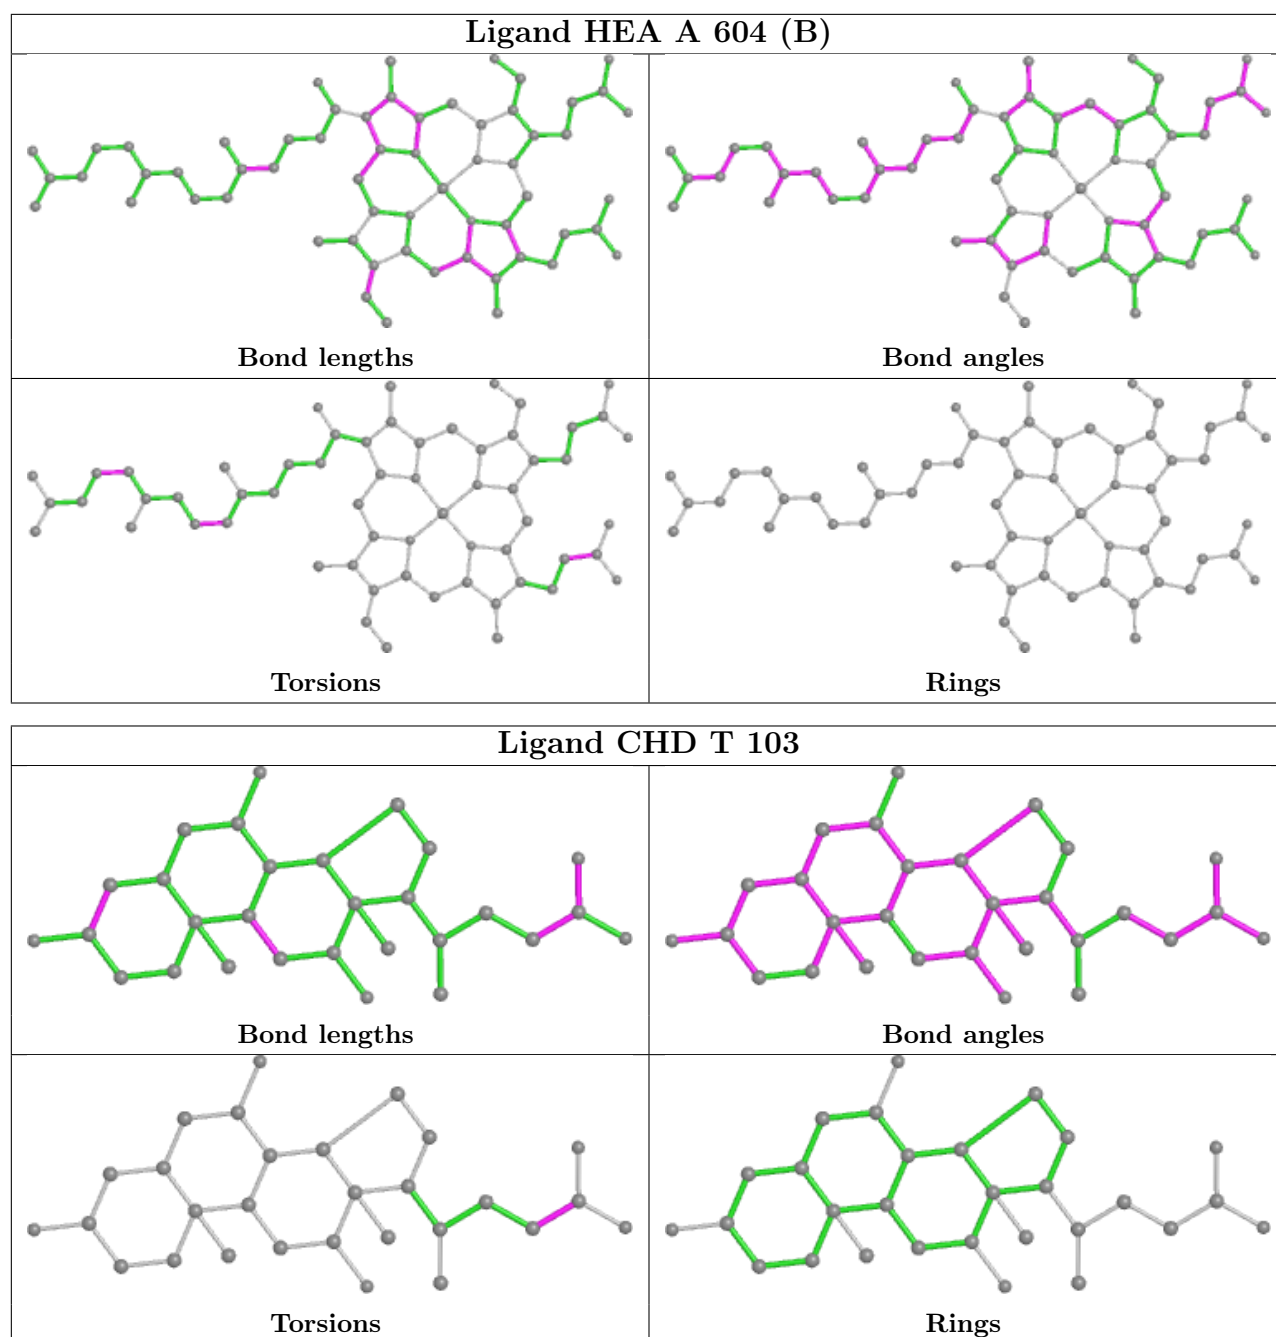 Ligand HEA A 604 (B)
Bond lengths
Bond angles
Torsions
Rings
Ligand CHD T 103
Bond lengths
Bond angles
Torsions
Rings